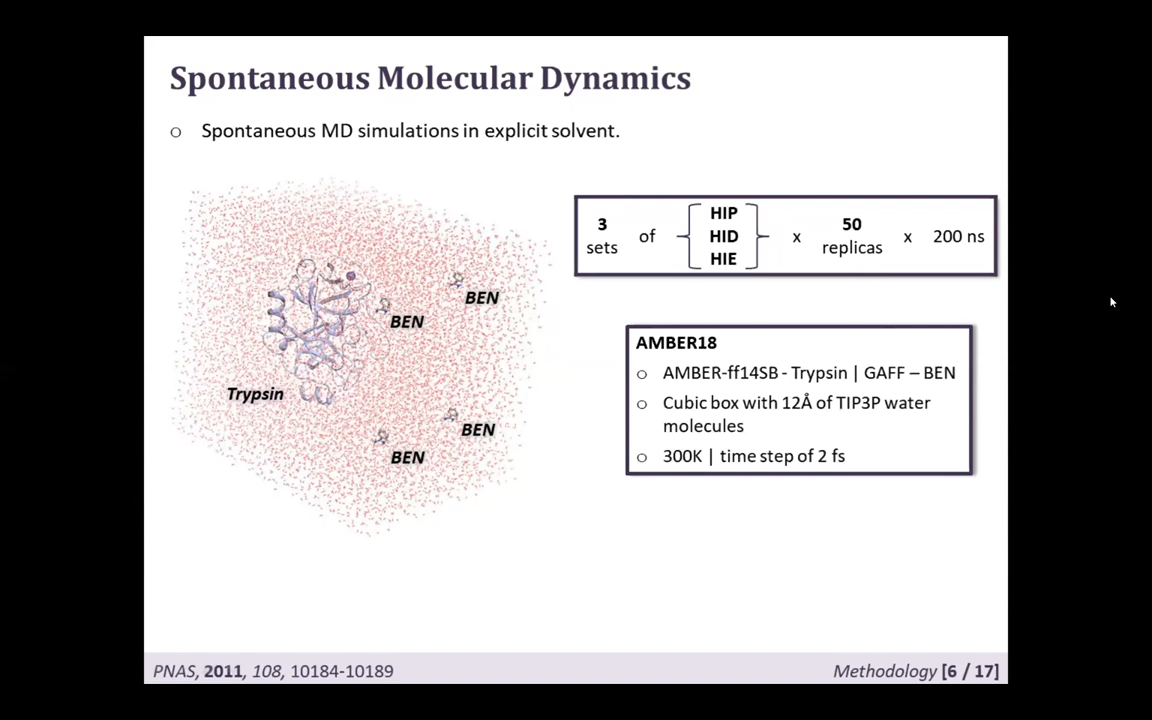 Spontaneous Molecular Dynamics
o Spontaneous MD simulations in explicit solvent.
BEN
BEN
Trypsin
BEN
BEN
3 sets of HIP HID HIE x 50 replicas x 200 ns
AMBER18
o AMBER-ff14SB - Trypsin | GAFF – BEN
o Cubic box with 12Å of TIP3P water
molecules
o 300K | time step of 2 fs
PNAS, 2011, 108, 10184-10189
Methodology [6 / 17]